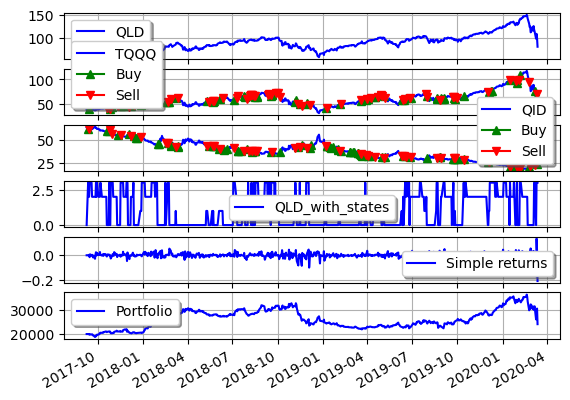 150
QLD
100
TQQQ
Buy
100
Sell
50
QID
Buy
50
Sell
25
2.5
QLD_with_states
0.0
0.0
Simple returns
−0.2
Portfolio
30000
20000
2017-10 2018-01 2018-04 2018-07 2018-10 2019-01 2019-04 2019-07 2019-10 2020-01 2020-04